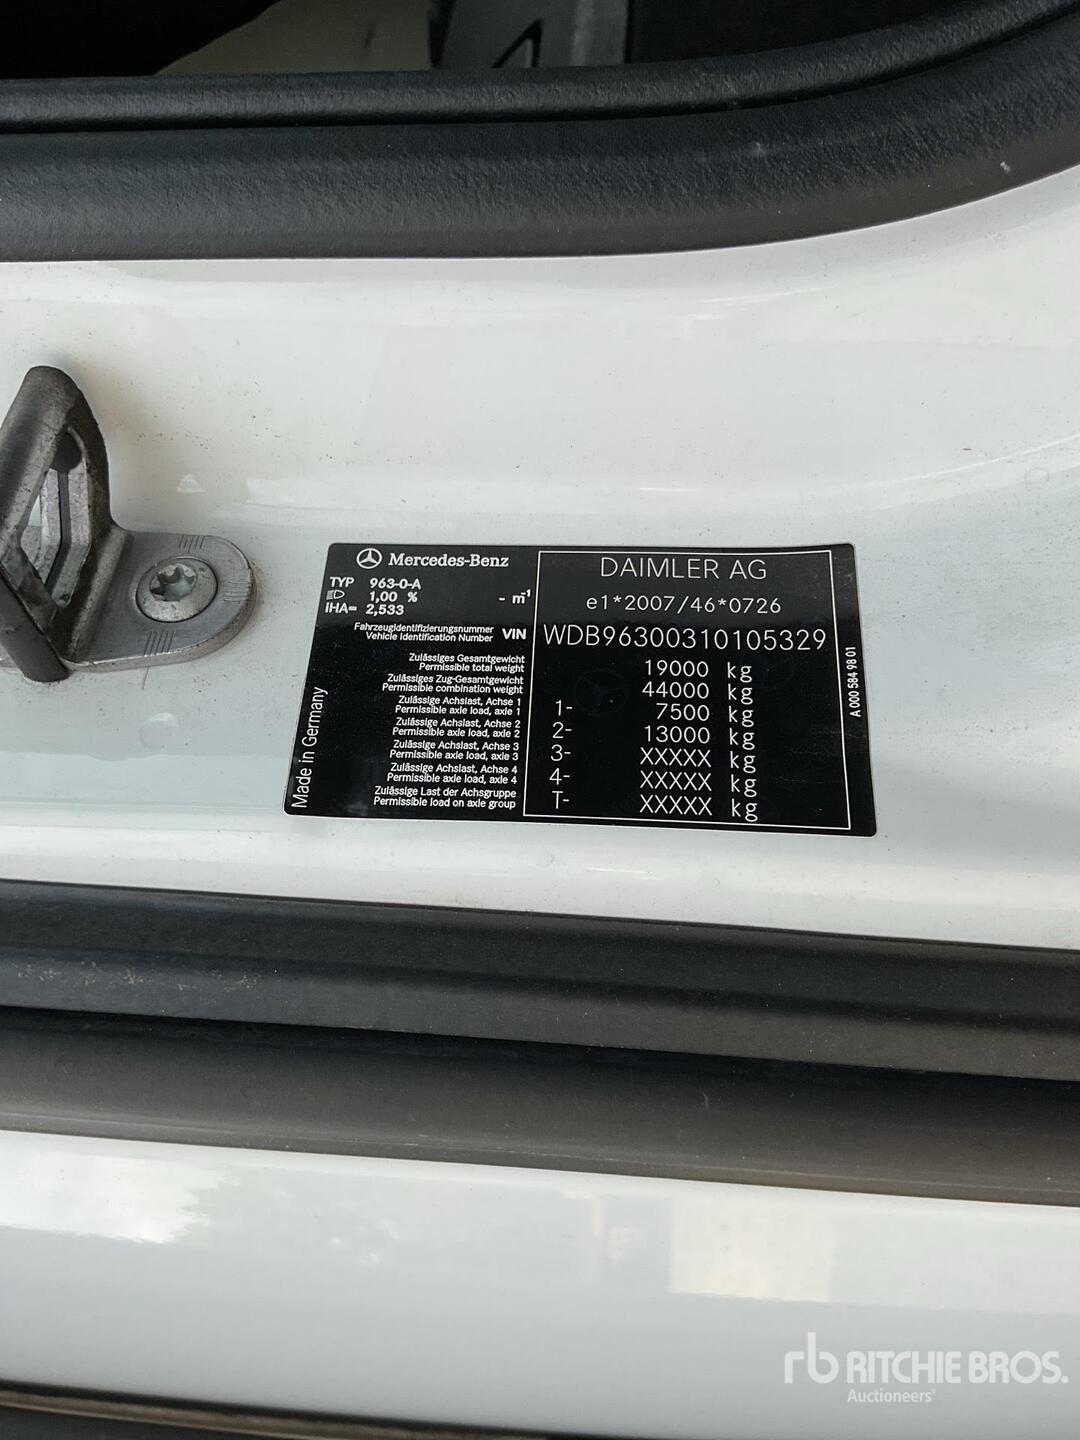 Mercedes-Benz
TYP 963-0-A
1,00 % - m⁻¹
iHA= 2,533
Fahrzeugidentifizierungsnummer
Vehicle Identification Number VIN
Zulässiges Gesamtgewicht
Permissible total weight
Zulässiges Zug-Gesamtgewicht
Permissible combination weight
Zulässige Achslast, Achse 1
Permissible axle load, axle 1
Zulässige Achslast, Achse 2
Permissible axle load, axle 2
Zulässige Achslast, Achse 3
Permissible axle load, axle 3
Zulässige Achslast, Achse 4
Permissible axle load, axle 4
Zulässige Last der Achsgruppe
Permissible load on axle group
Made in Germany
DAIMLER AG
e1*2007/46*0726
WDB96300310105329
19000 kg
44000 kg
1- 7500 kg
2- 13000 kg
3- XXXXX kg
4- XXXXX kg
T- XXXXX kg
A 000 584 98 01
rb RITCHIE BROS.
Auctioneers